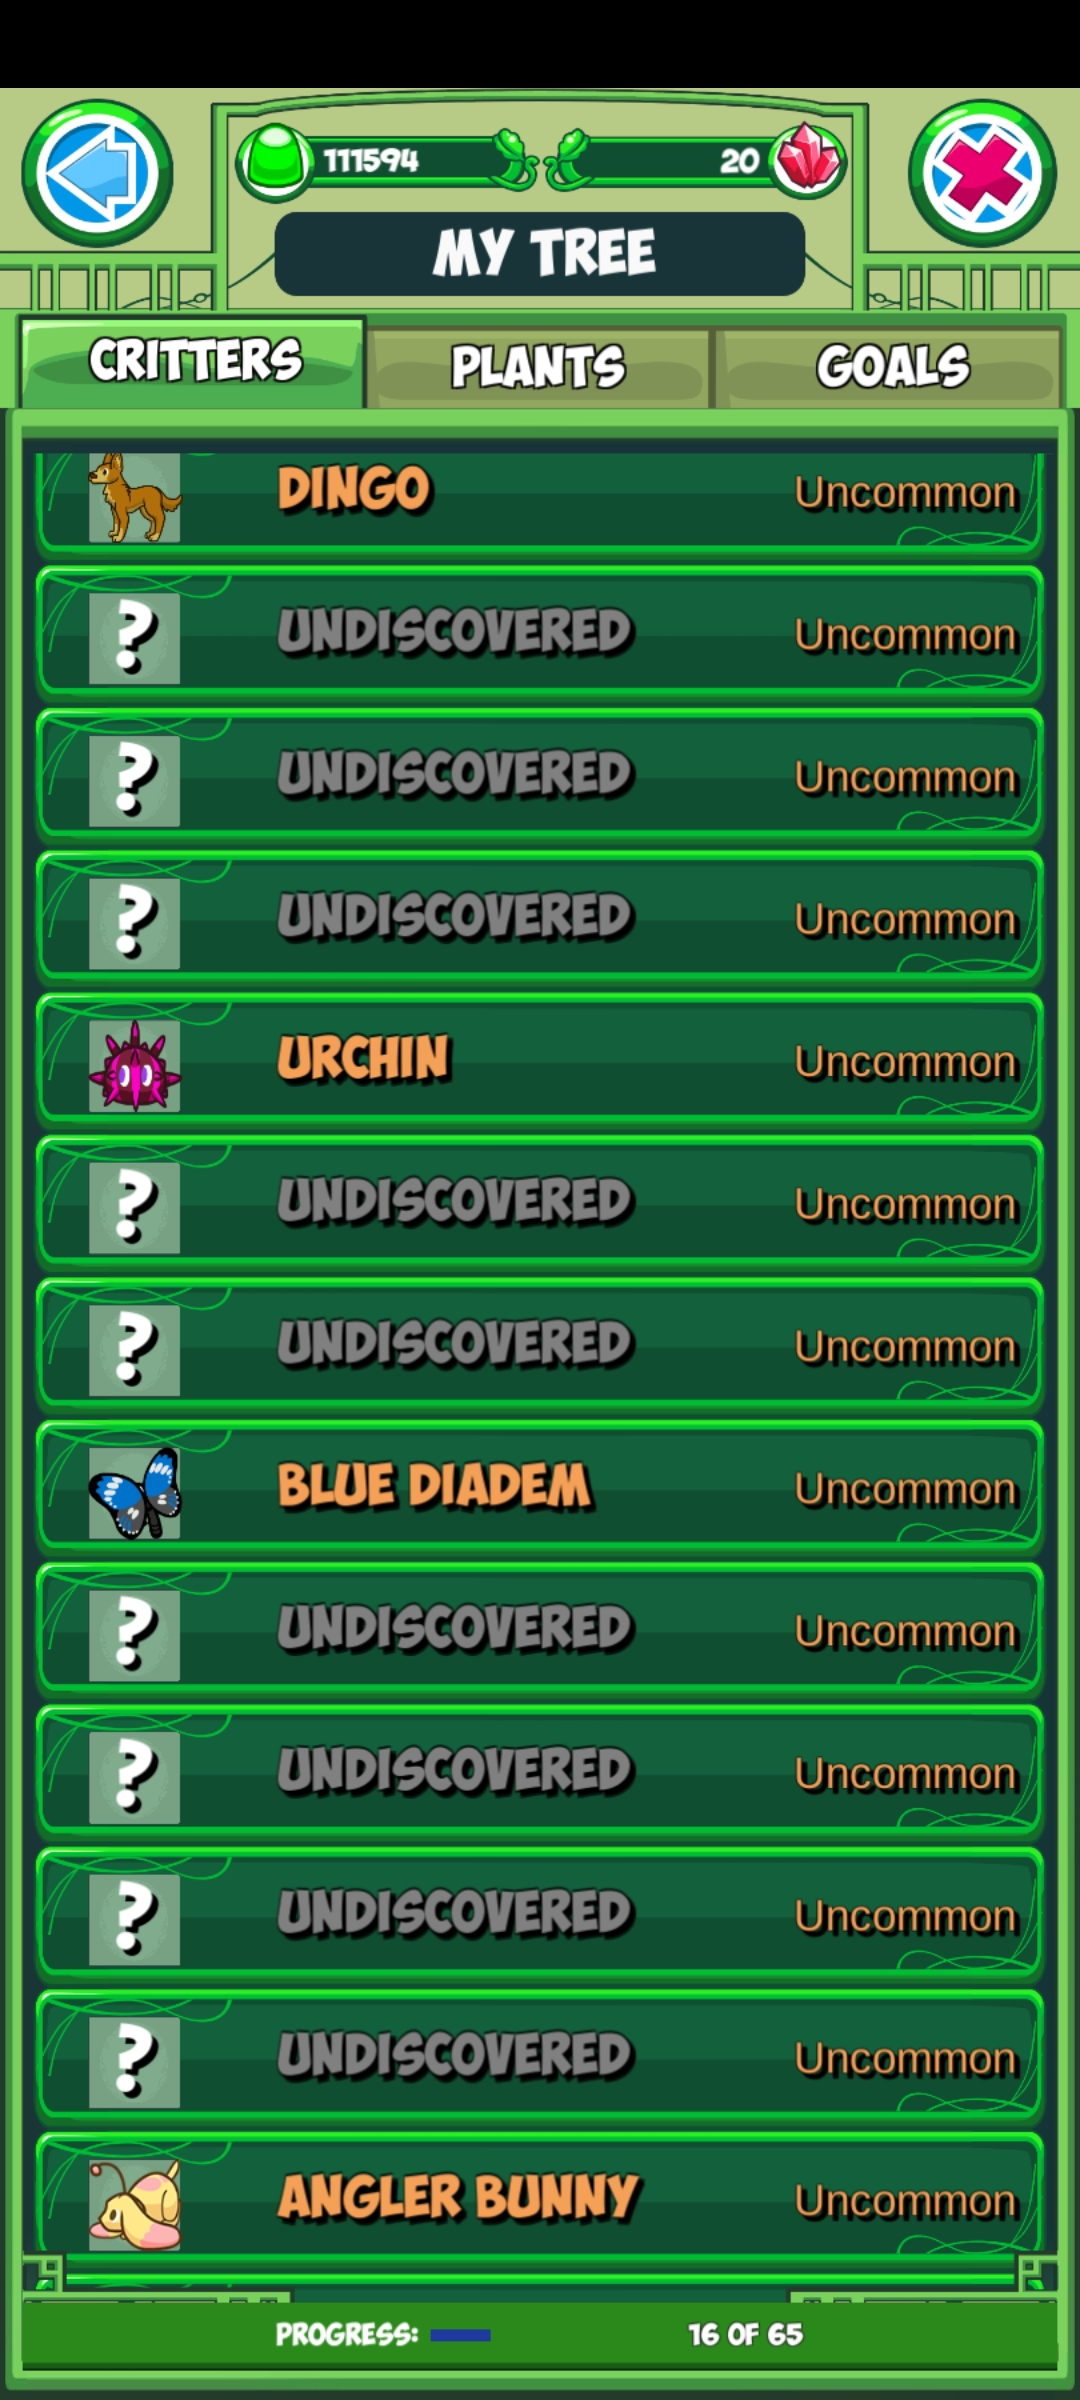 111594
20
MY TREE
CRITTERS
PLANTS
GOALS
DINGO Uncommon
? UNDISCOVERED Uncommon
? UNDISCOVERED Uncommon
? UNDISCOVERED Uncommon
URCHIN Uncommon
? UNDISCOVERED Uncommon
? UNDISCOVERED Uncommon
BLUE DIADEM Uncommon
? UNDISCOVERED Uncommon
? UNDISCOVERED Uncommon
? UNDISCOVERED Uncommon
? UNDISCOVERED Uncommon
ANGLER BUNNY Uncommon
PROGRESS: 16 OF 65